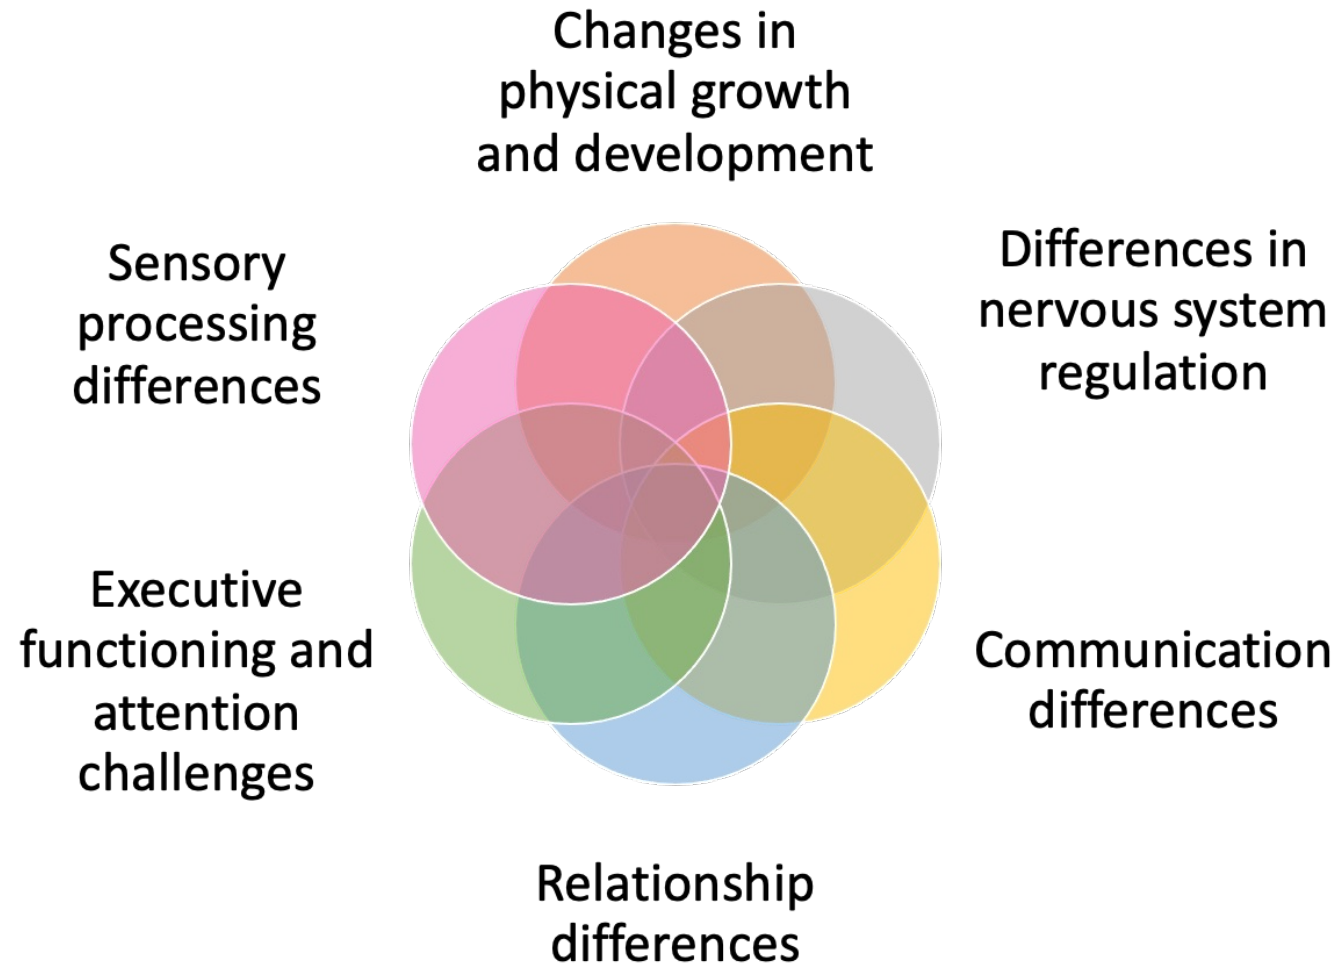 Changes in
physical growth
and development
Differences in
nervous system
regulation
Sensory
processing
differences
Executive
functioning and
attention
challenges
Communication
differences
Relationship
differences